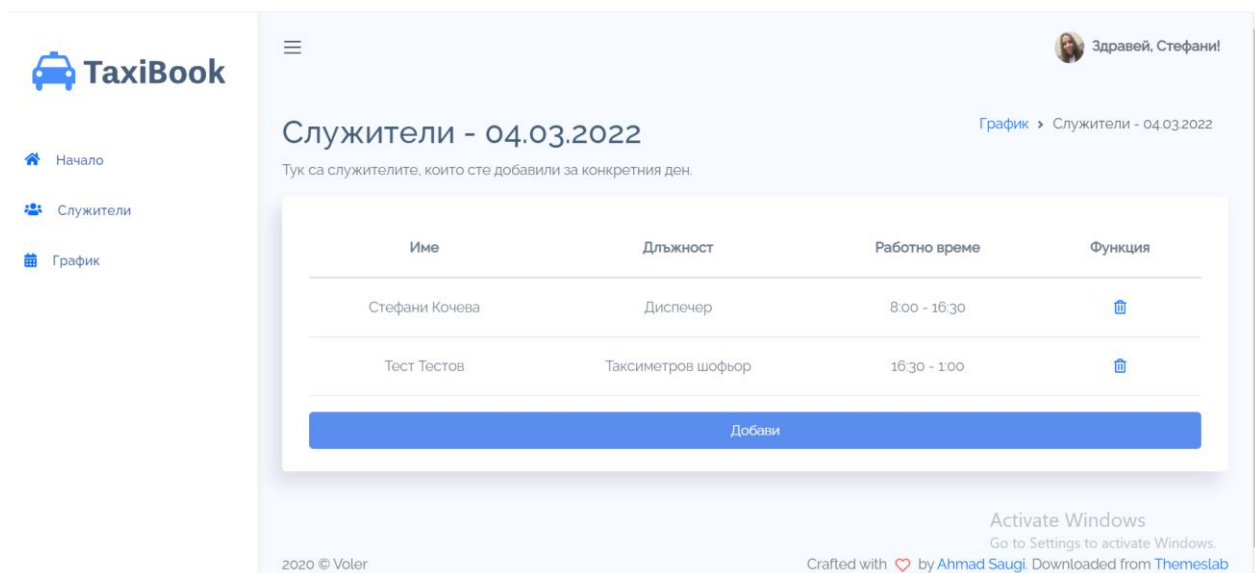 TaxiBook
Здравей, Стефани!
Начало
Служители
График
Служители - 04.03.2022
График › Служители - 04.03.2022
Тук са служителите, които сте добавили за конкретния ден.
Име Длъжност Работно време Функция
Стефани Кочева Диспечер 8:00 - 16:30
Тест Тестов Таксиметров шофьор 16:30 - 1:00
Добави
Activate Windows
Go to Settings to activate Windows.
2020 © Voler
Crafted with ♡ by Ahmad Saugi. Downloaded from Themeslab